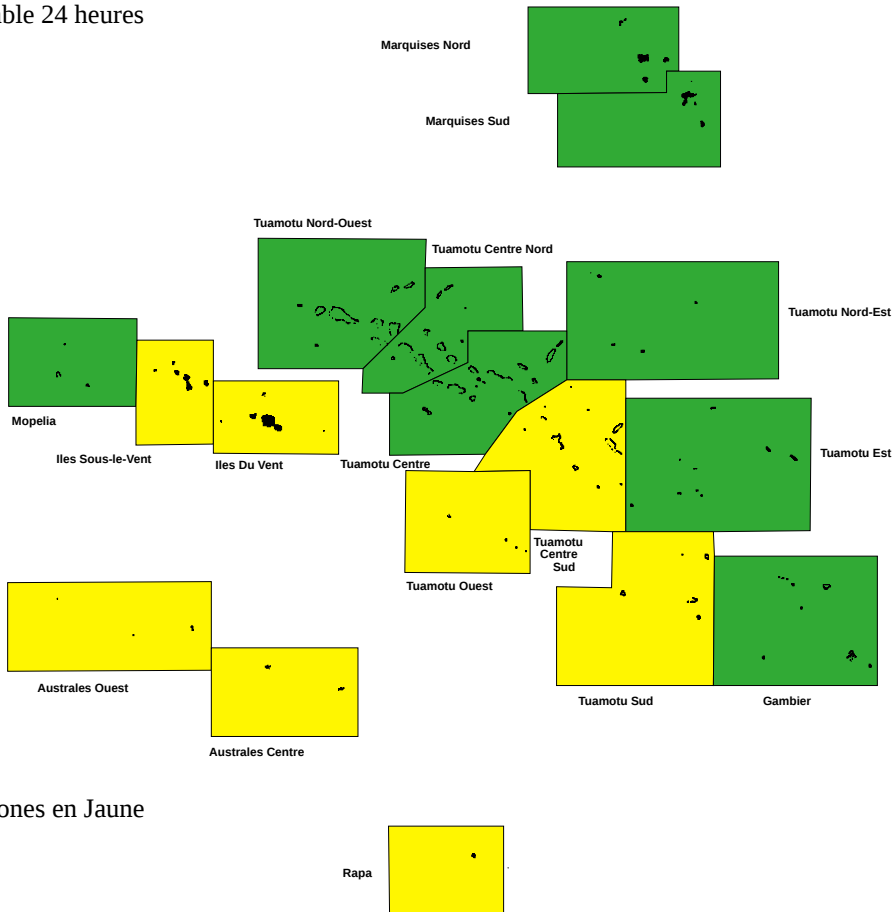 24 heures
Marquises Nord
Marquises Sud
Tuamotu Nord-Ouest
Tuamotu Centre Nord
Tuamotu Nord-Est
Mopelia
Iles Sous-le-Vent
Iles Du Vent
Tuamotu Centre
Tuamotu Est
Tuamotu
Centre
Sud
Tuamotu Ouest
Australes Ouest
Tuamotu Sud
Gambier
Australes Centre
en Jaune
Rapa